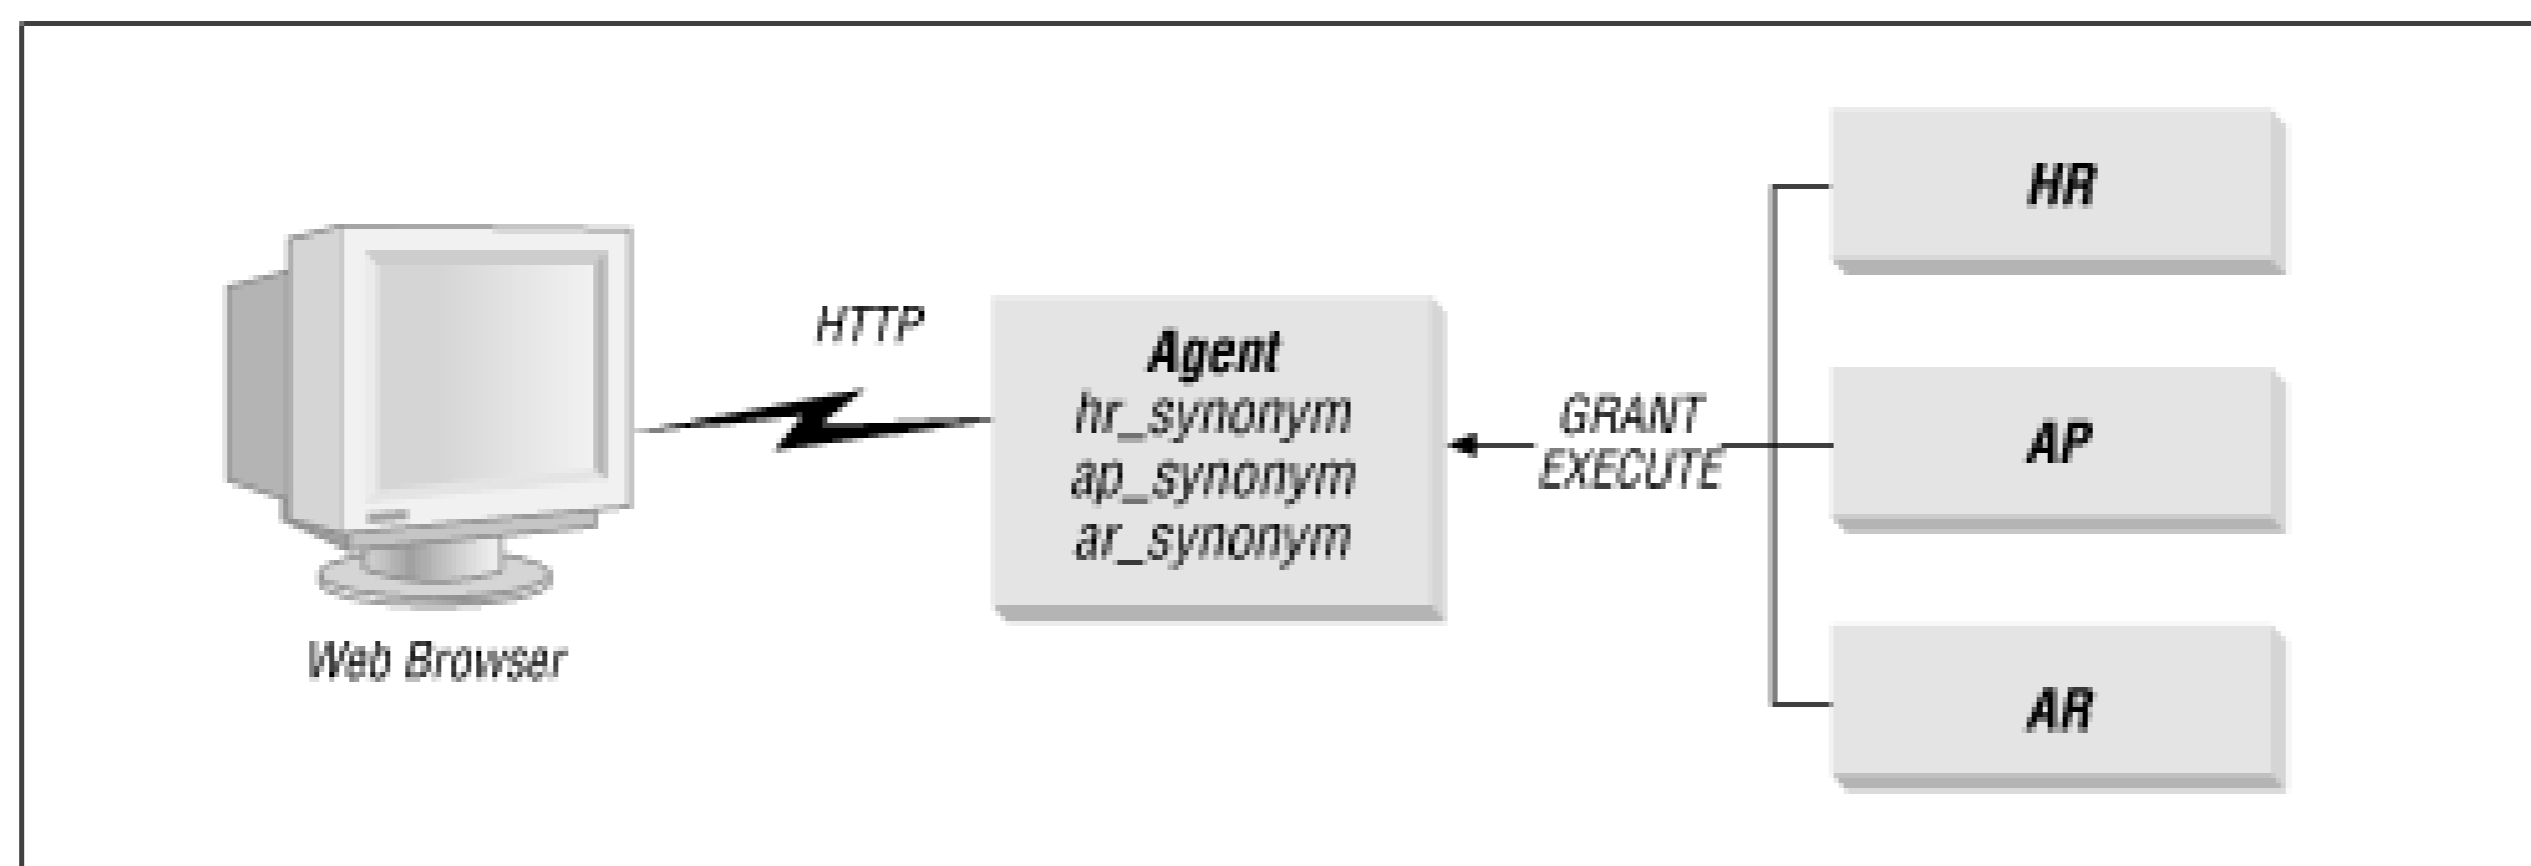 HTTP
Web Browser
Agent
hr_synonym
ap_synonym
ar_synonym
GRANT
EXECUTE
HR
AP
AR